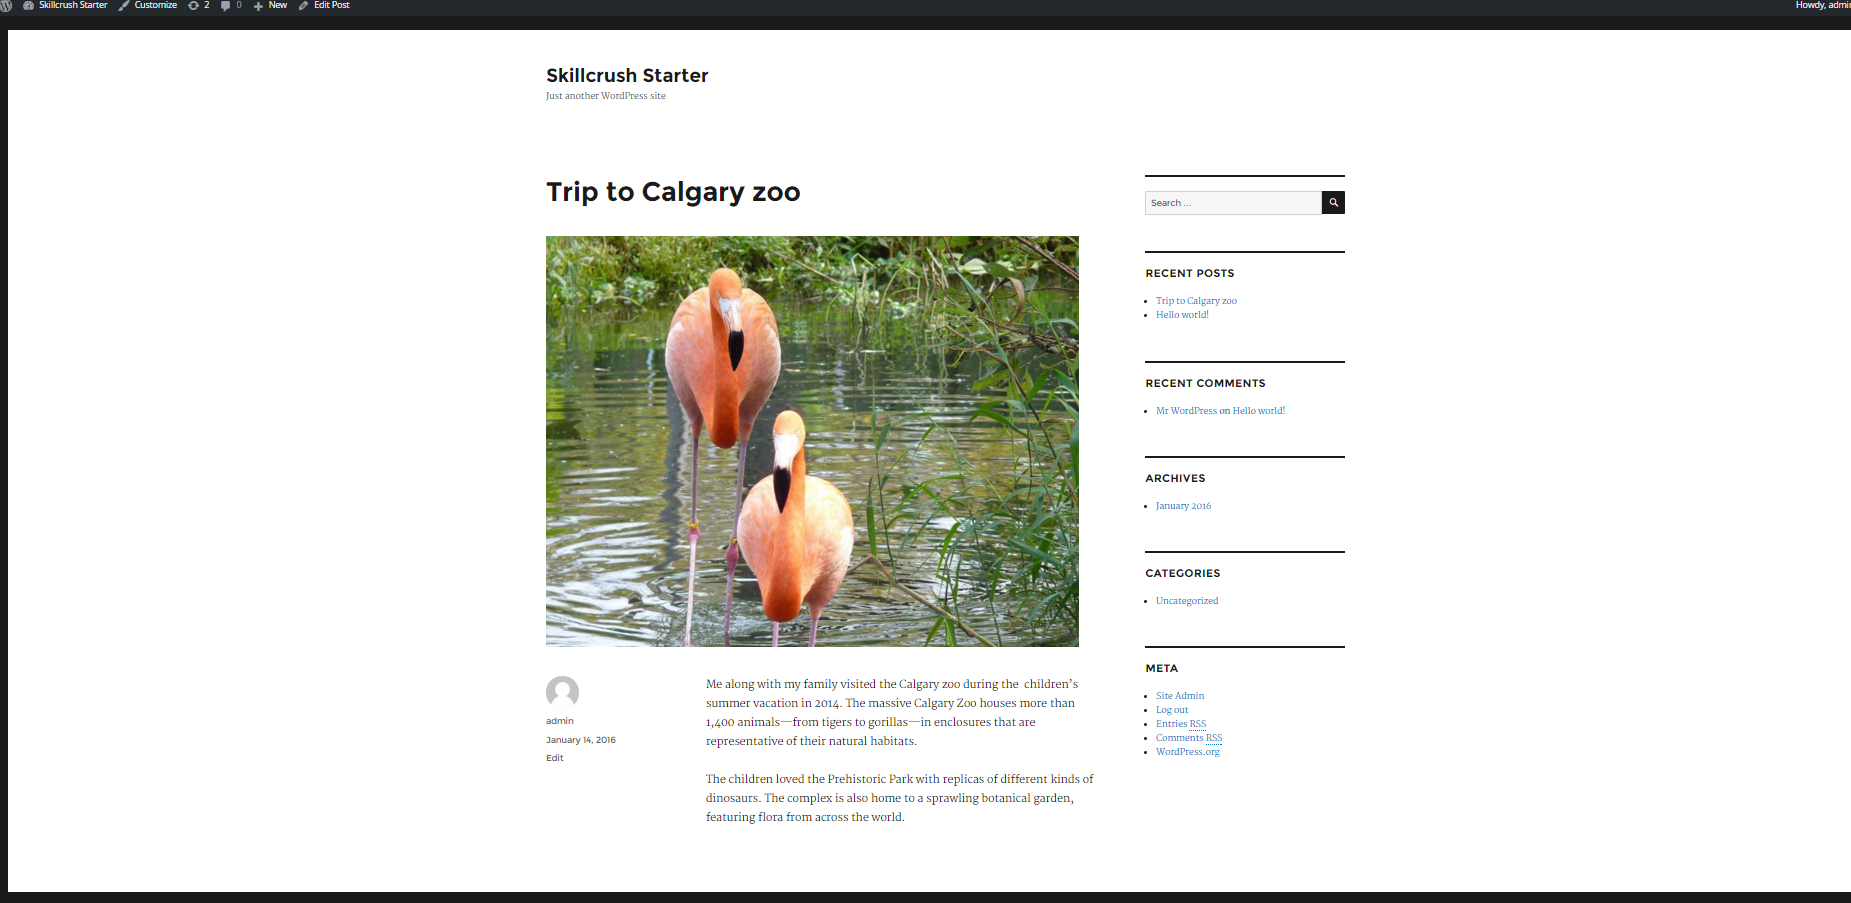 Skillcrush Starter Customize 2 0 New Edit Post Howdy, admi
Skillcrush Starter
Just another WordPress site
Trip to Calgary zoo
Search ...
RECENT POSTS
Trip to Calgary zoo
Hello world!
RECENT COMMENTS
Mr WordPress on Hello world!
ARCHIVES
January 2016
CATEGORIES
Uncategorized
META
Site Admin
Log out
Entries RSS
Comments RSS
WordPress.org
admin
January 14, 2016
Edit
Me along with my family visited the Calgary zoo during the  children’s
summer vacation in 2014. The massive Calgary Zoo houses more than
1,400 animals—from tigers to gorillas—in enclosures that are
representative of their natural habitats.
The children loved the Prehistoric Park with replicas of different kinds of
dinosaurs. The complex is also home to a sprawling botanical garden,
featuring flora from across the world.